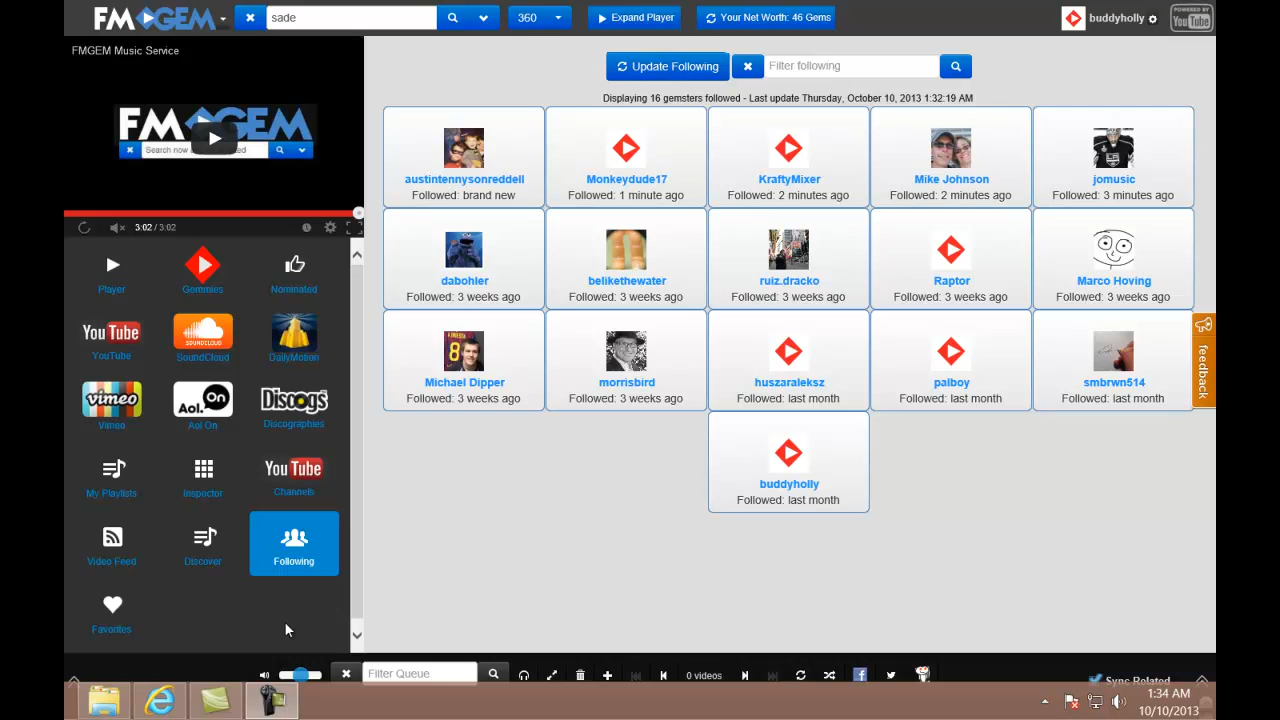 FM GEM
sade
360
Expand Player
Your Net Worth: 46 Gems
buddyholly
POWERED BY
YouTube
FMGEM Music Service
FM GEM
3:02 / 3:02
Player
Gemmies
Nominated
YouTube
YouTube
SOUNDCLOUD
SoundCloud
DailyMotion
vimeo
Vimeo
Aol.On
Aol On
Discogs
Discographies
My Playlists
Inspector
YouTube
Channels
Video Feed
Discover
Following
Favorites
Update Following
Filter following
Displaying 16 gemsters followed - Last update Thursday, October 10, 2013 1:32:19 AM
austintennysonreddell
Followed: brand new
Monkeydude17
Followed: 1 minute ago
KraftyMixer
Followed: 2 minutes ago
Mike Johnson
Followed: 2 minutes ago
jomusic
Followed: 3 minutes ago
dabohler
Followed: 3 weeks ago
belikethewater
Followed: 3 weeks ago
ruiz.dracko
Followed: 3 weeks ago
Raptor
Followed: 3 weeks ago
Marco Hoving
Followed: 3 weeks ago
8
Michael Dipper
Followed: 3 weeks ago
morrisbird
Followed: 3 weeks ago
huszaraleksz
Followed: last month
palboy
Followed: last month
smbrwn514
Followed: last month
buddyholly
Followed: last month
feedback
Filter Queue
0 videos
Sync Related
1:34 AM
10/10/2013